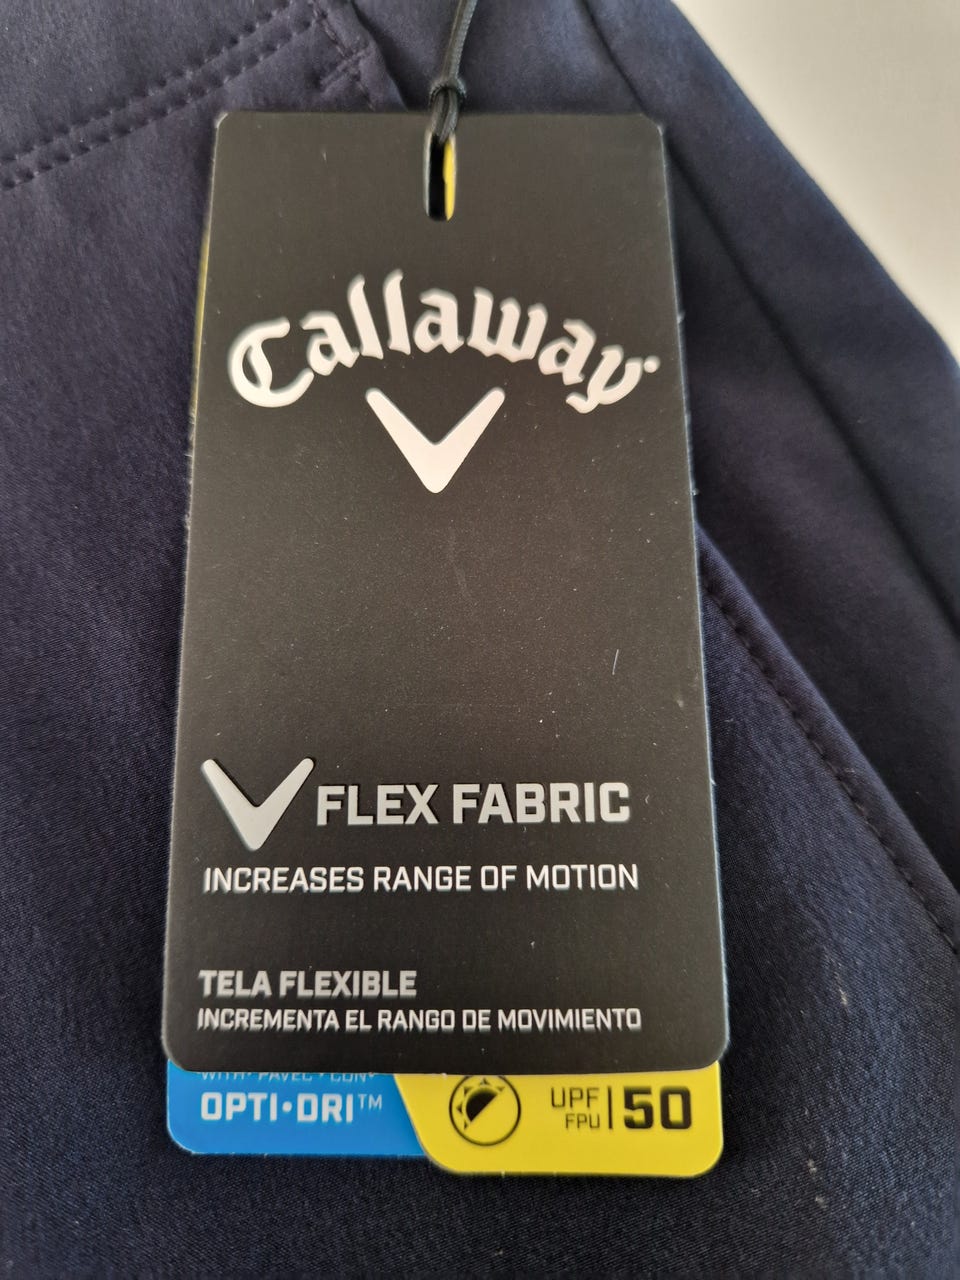 Callaway
FLEX FABRIC
INCREASES RANGE OF MOTION
TELA FLEXIBLE
INCREMENTA EL RANGO DE MOVIMIENTO
OPTI•DRI™
UPF
FPU
50